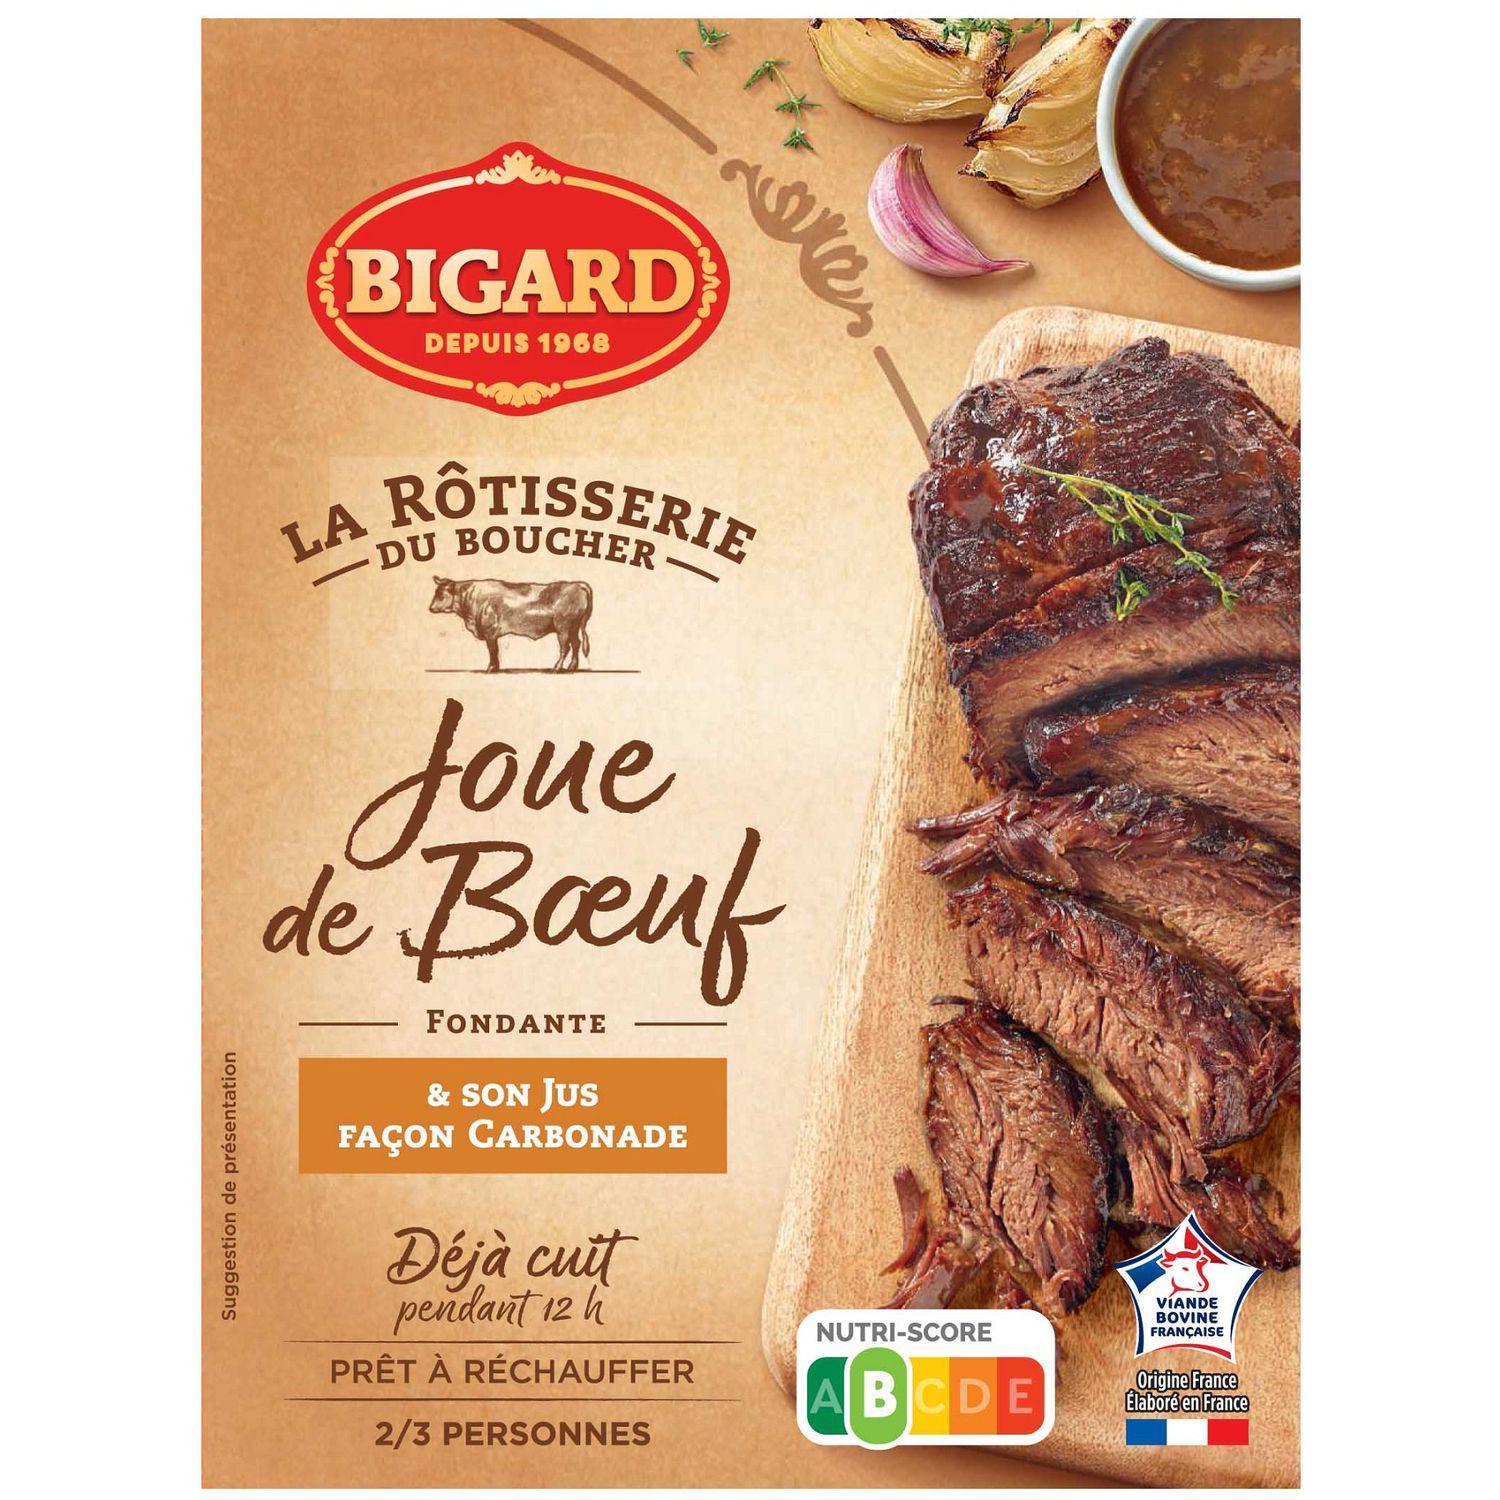 BIGARD
DEPUIS 1968
LA RÔTISSERIE
DU BOUCHER
Joue
de Bœuf
FONDANTE
& SON JUS
FAÇON CARBONADE
Déjà cuit
pendant 12 h
PRÊT À RÉCHAUFFER
2/3 PERSONNES
Suggestion de présentation
NUTRI-SCORE
A B C D E
VIANDE
BOVINE
FRANÇAISE
Origine France
Élaboré en France